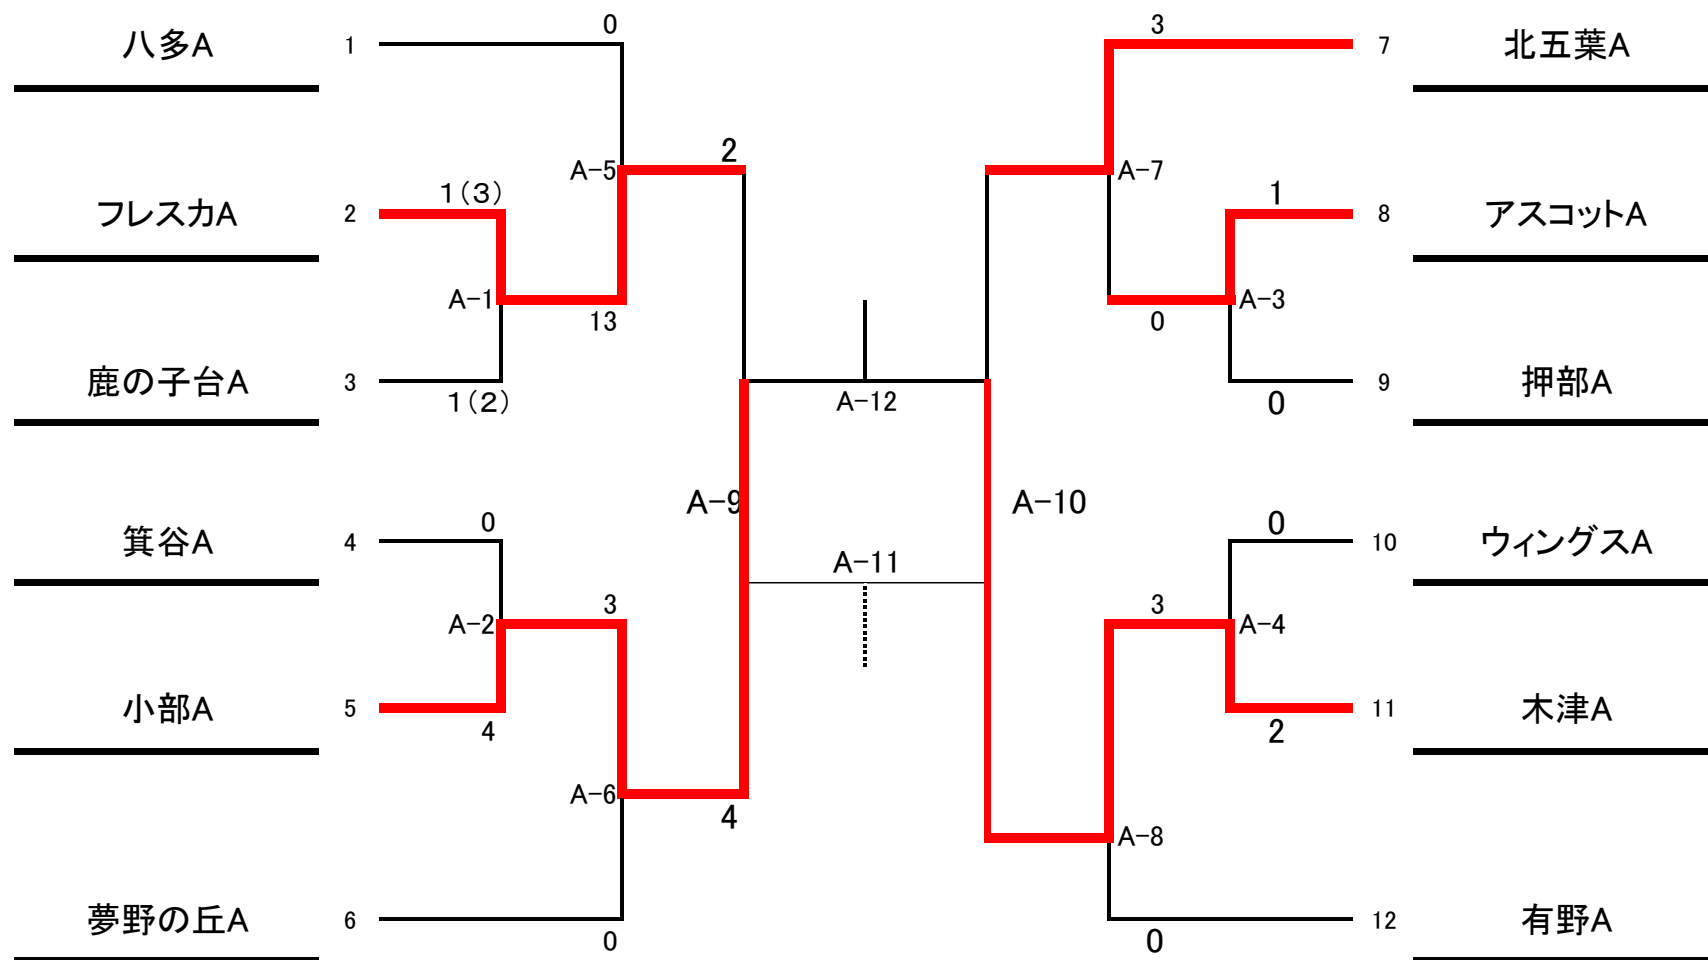 0
3
八多A
1
7
北五葉A
2
A-5
A-7
1(3)
1
フレスカA
2
8
アスコットA
A-1
A-3
13
0
鹿の子台A
3
9
押部A
1(2)
A-12
0
A-9
A-10
0
0
箕谷A
4
10
ウィングスA
A-11
3
3
A-2
A-4
小部A
5
11
木津A
4
2
A-6
4
A-8
夢野の丘A
6
12
有野A
0
0